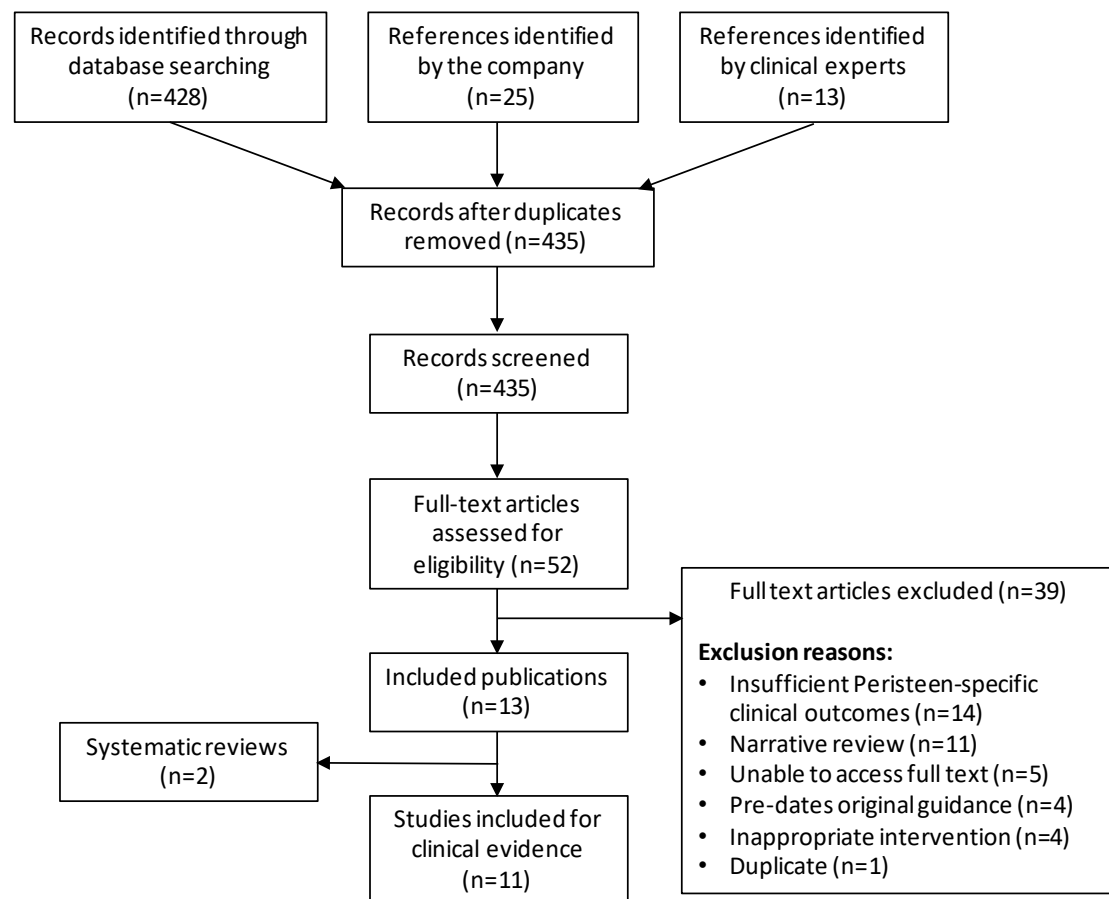 Records identified through
database searching
(n=428)
References identified
by the company
(n=25)
References identified
by clinical experts
(n=13)
Records after duplicates
removed (n=435)
Records screened
(n=435)
Full-text articles
assessed for
eligibility (n=52)
Full text articles excluded (n=39)
Exclusion reasons:
• Insufficient Peristeen-specific
clinical outcomes (n=14)
• Narrative review (n=11)
• Unable to access full text (n=5)
• Pre-dates original guidance (n=4)
• Inappropriate intervention (n=4)
• Duplicate (n=1)
Included publications
(n=13)
Systematic reviews
(n=2)
Studies included for
clinical evidence
(n=11)